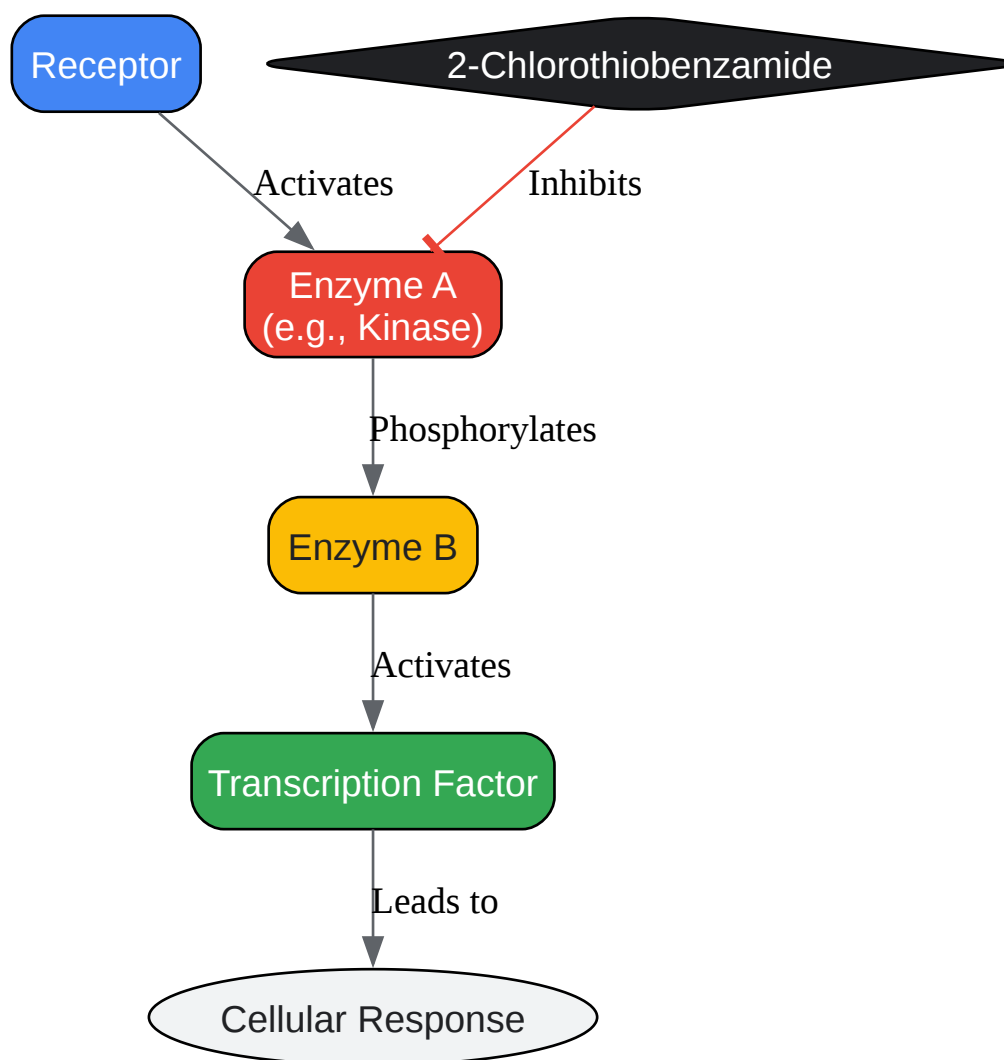 Receptor
2-Chlorothiobenzamide
Activates
Inhibits
Enzyme A
(e.g., Kinase)
Phosphorylates
Enzyme B
Activates
Transcription Factor
Leads to
Cellular Response